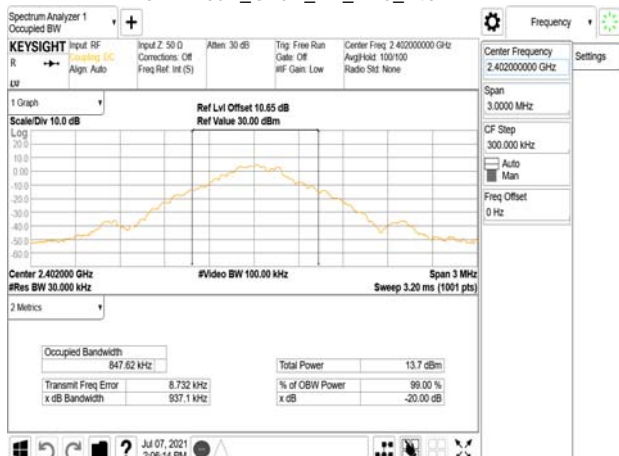 Spectrum Analyzer 1
Occupied BW
+
Frequency
KEYSIGHT
R
Input: RF
Coupling: DC
Align: Auto
Input Z: 50 Ω
Corrections: Off
Freq Ref: Int (S)
Atten: 30 dB
Trig: Free Run
Gate: Off
#IF Gain: Low
Center Freq: 2.402000000 GHz
Avg|Hold: 100/100
Radio Std: None
Center Frequency
2.402000000 GHz
Settings
Span
3.0000 MHz
CF Step
300.000 kHz
Auto
Man
Freq Offset
0 Hz
1 Graph
Scale/Div 10.0 dB
Ref Lvl Offset 10.65 dB
Ref Value 30.00 dBm
Log
20.0
10.0
0.00
-10.0
-20.0
-30.0
-40.0
-50.0
-60.0
Center 2.402000 GHz
#Res BW 30.000 kHz
#Video BW 100.00 kHz
Span 3 MHz
Sweep 3.20 ms (1001 pts)
2 Metrics
Occupied Bandwidth
847.62 kHz
Total Power 13.7 dBm
Transmit Freq Error 8.732 kHz
% of OBW Power 99.00 %
x dB Bandwidth 937.1 kHz
x dB -20.00 dB
?
Jul 07, 2021